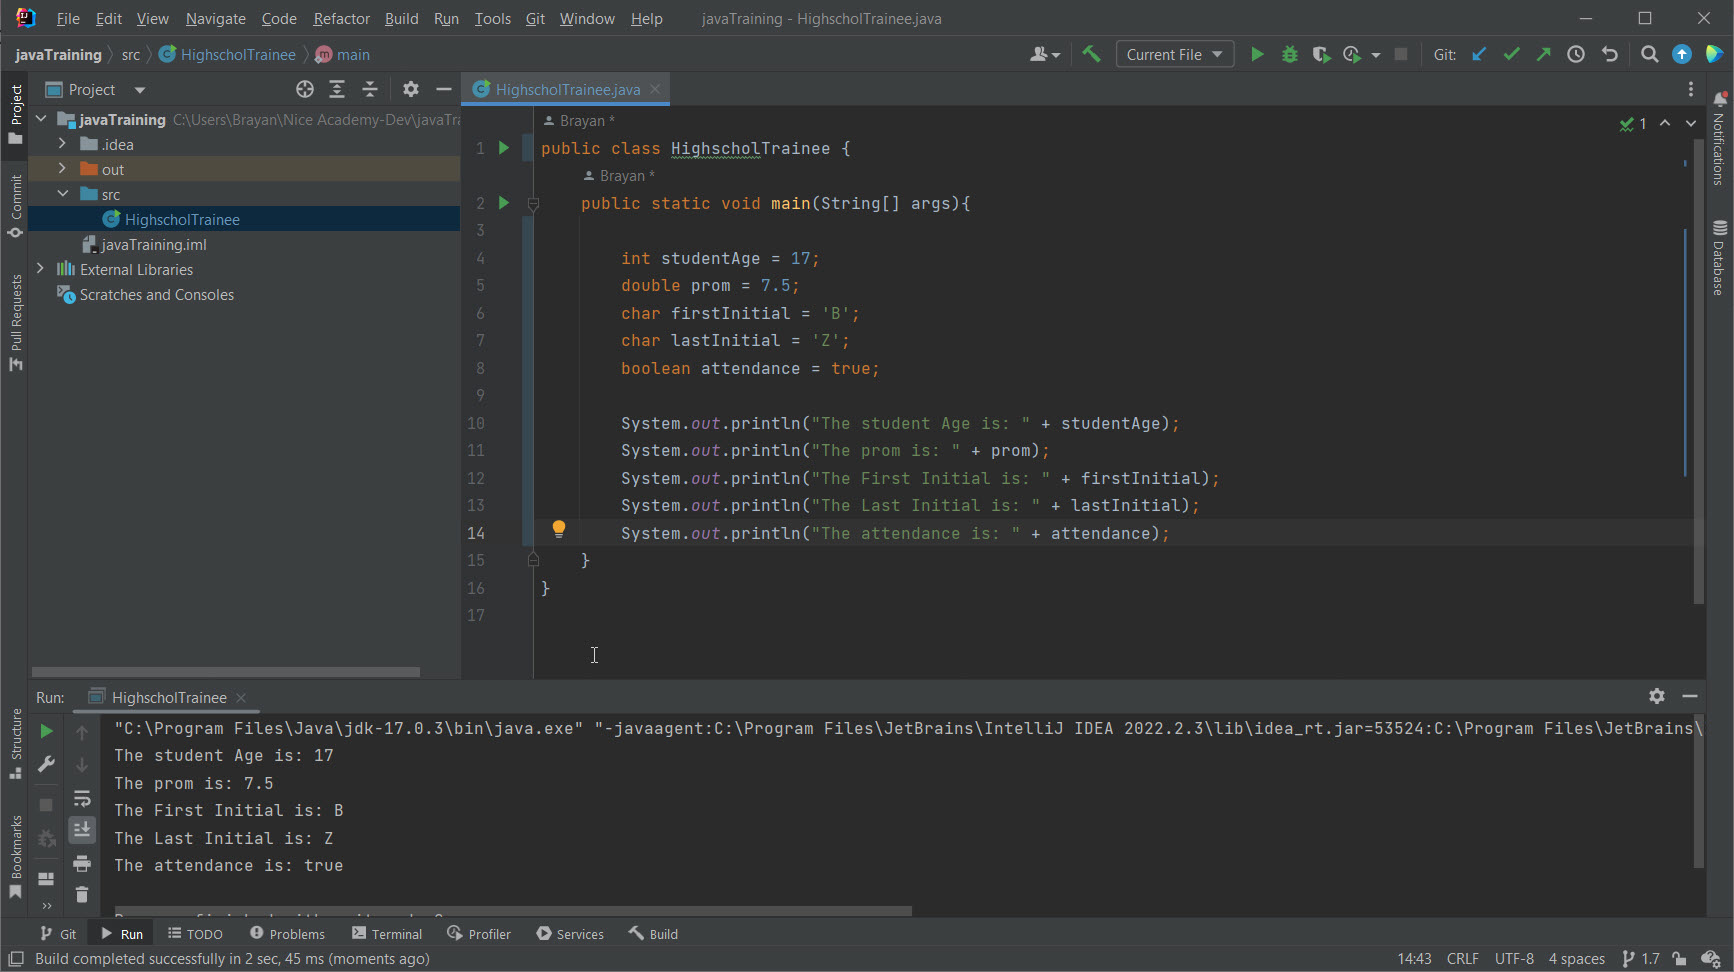 File Edit View Navigate Code Refactor Build Run Tools Git Window Help javaTraining - HighscholTrainee.java
javaTraining src HighscholTrainee main Current File Git:
Project
HighscholTrainee.java
javaTraining C:\Users\Brayan\Nice Academy-Dev\javaTra
.idea
out
src
HighscholTrainee
javaTraining.iml
External Libraries
Scratches and Consoles
Project
Commit
Pull Requests
Structure
Bookmarks
Notifications
Database
Brayan *
1
1 public class HighscholTrainee {
Brayan *
2 public static void main(String[] args){
3
4 int studentAge = 17;
5 double prom = 7.5;
6 char firstInitial = 'B';
7 char lastInitial = 'Z';
8 boolean attendance = true;
9
10 System.out.println("The student Age is: " + studentAge);
11 System.out.println("The prom is: " + prom);
12 System.out.println("The First Initial is: " + firstInitial);
13 System.out.println("The Last Initial is: " + lastInitial);
14 System.out.println("The attendance is: " + attendance);
15 }
16 }
17
Run: HighscholTrainee
"C:\Program Files\Java\jdk-17.0.3\bin\java.exe" "-javaagent:C:\Program Files\JetBrains\IntelliJ IDEA 2022.2.3\lib\idea_rt.jar=53524:C:\Program Files\JetBrains\
The student Age is: 17
The prom is: 7.5
The First Initial is: B
The Last Initial is: Z
The attendance is: true
Git Run TODO Problems Terminal Profiler Services Build
Build completed successfully in 2 sec, 45 ms (moments ago) 14:43 CRLF UTF-8 4 spaces 1.7